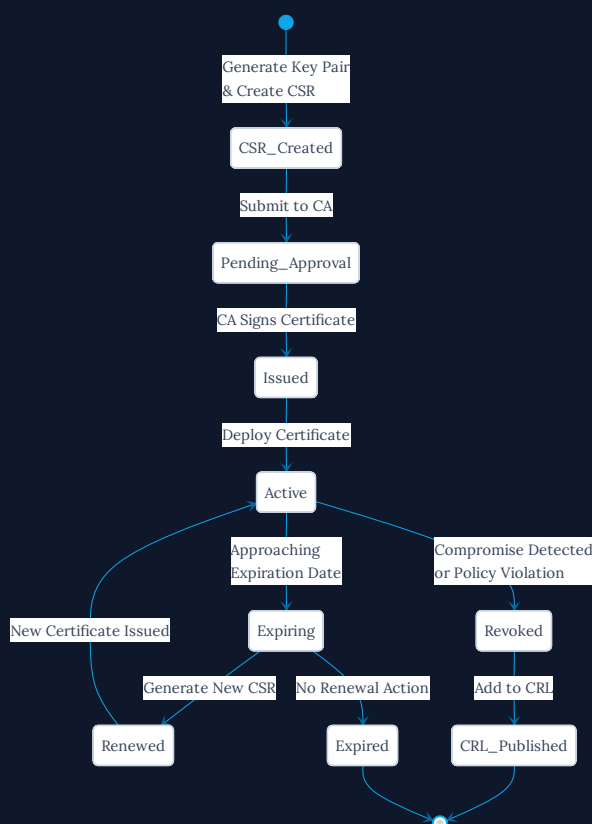 Generate Key Pair
& Create CSR
CSR_Created
Submit to CA
Pending_Approval
CA Signs Certificate
Issued
Deploy Certificate
Active
Approaching
Expiration Date
Compromise Detected
or Policy Violation
New Certificate Issued
Expiring
Revoked
Generate New CSR
No Renewal Action
Add to CRL
Renewed
Expired
CRL_Published